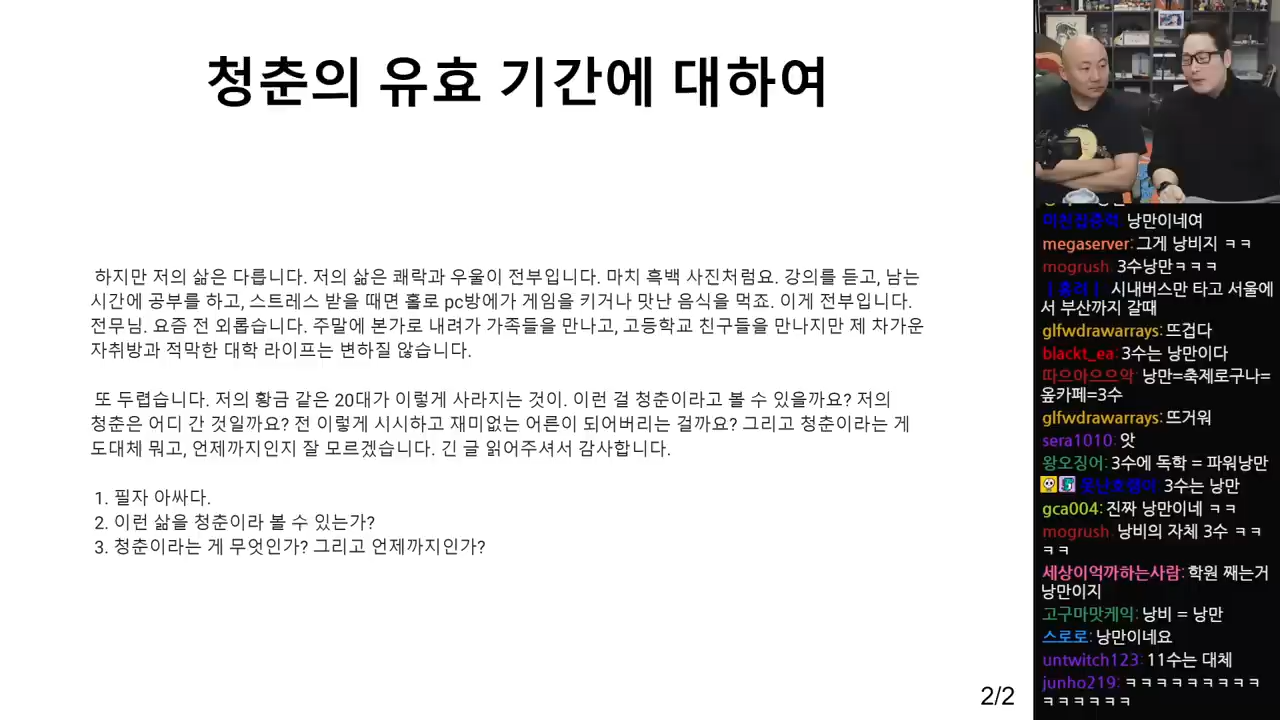 청춘의 유효 기간에 대하여
하지만 저의 삶은 다릅니다. 저의 삶은 쾌락과 우울이 전부입니다. 마치 흑백 사진처럼요. 강의를 듣고, 남는
시간에 공부를 하고, 스트레스 받을 때면 홀로 pc방에가 게임을 키거나 맛난 음식을 먹죠. 이게 전부입니다.
전무님. 요즘 전 외롭습니다. 주말에 본가로 내려가 가족들을 만나고, 고등학교 친구들을 만나지만 제 차가운
자취방과 적막한 대학 라이프는 변하질 않습니다.
또 두렵습니다. 저의 황금 같은 20대가 이렇게 사라지는 것이. 이런 걸 청춘이라고 볼 수 있을까요? 저의
청춘은 어디 간 것일까요? 전 이렇게 시시하고 재미없는 어른이 되어버리는 걸까요? 그리고 청춘이라는 게
도대체 뭐고, 언제까지인지 잘 모르겠습니다. 긴 글 읽어주셔서 감사합니다.
1. 필자 아싸다.
2. 이런 삶을 청춘이라 볼 수 있는가?
3. 청춘이라는 게 무엇인가? 그리고 언제까지인가?
2/2
낭만이네여
megaserver: 그게 낭비지 ㅋㅋ
mogrush: 3수낭만ㅋㅋㅋ
시내버스만 타고 서울에
서 부산까지 갈때
glfwdrawarrays: 뜨겁다
blackt_ea: 3수는 낭만이다
따으아으으악: 낭만=축제로구나=
옾카페=3수
glfwdrawarrays: 뜨거워
sera1010: 앗
왕오징어: 3수에 독학 = 파워낭만
못난호랭이: 3수는 낭만
gca004: 진짜 낭만이네 ㅋㅋ
mogrush: 낭비의 자체 3수 ㅋㅋ
ㅋㅋ
세상이억까하는사람: 학원 째는거
낭만이지
고구마맛케익: 낭비 = 낭만
스로로: 낭만이네요
untwitch123: 11수는 대체
junho219: ㅋㅋㅋㅋㅋㅋㅋㅋㅋ
ㅋㅋㅋㅋㅋㅋ